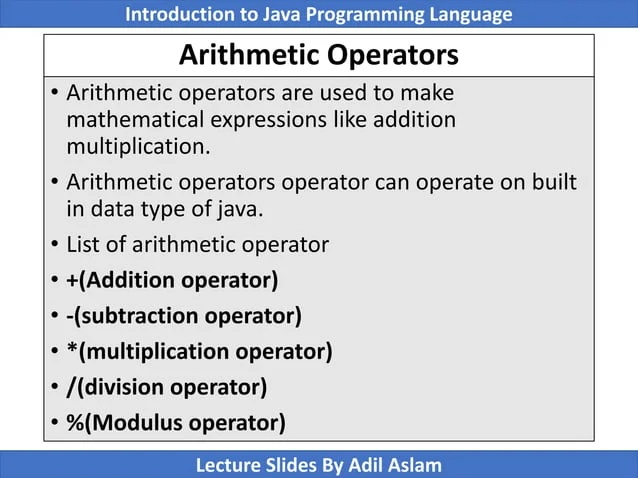 Introduction to Java Programming Language
Arithmetic Operators
• Arithmetic operators are used to make
mathematical expressions like addition
multiplication.
• Arithmetic operators operator can operate on built
in data type of java.
• List of arithmetic operator
• +(Addition operator)
• -(subtraction operator)
• *(multiplication operator)
• /(division operator)
• %(Modulus operator)
Lecture Slides By Adil Aslam